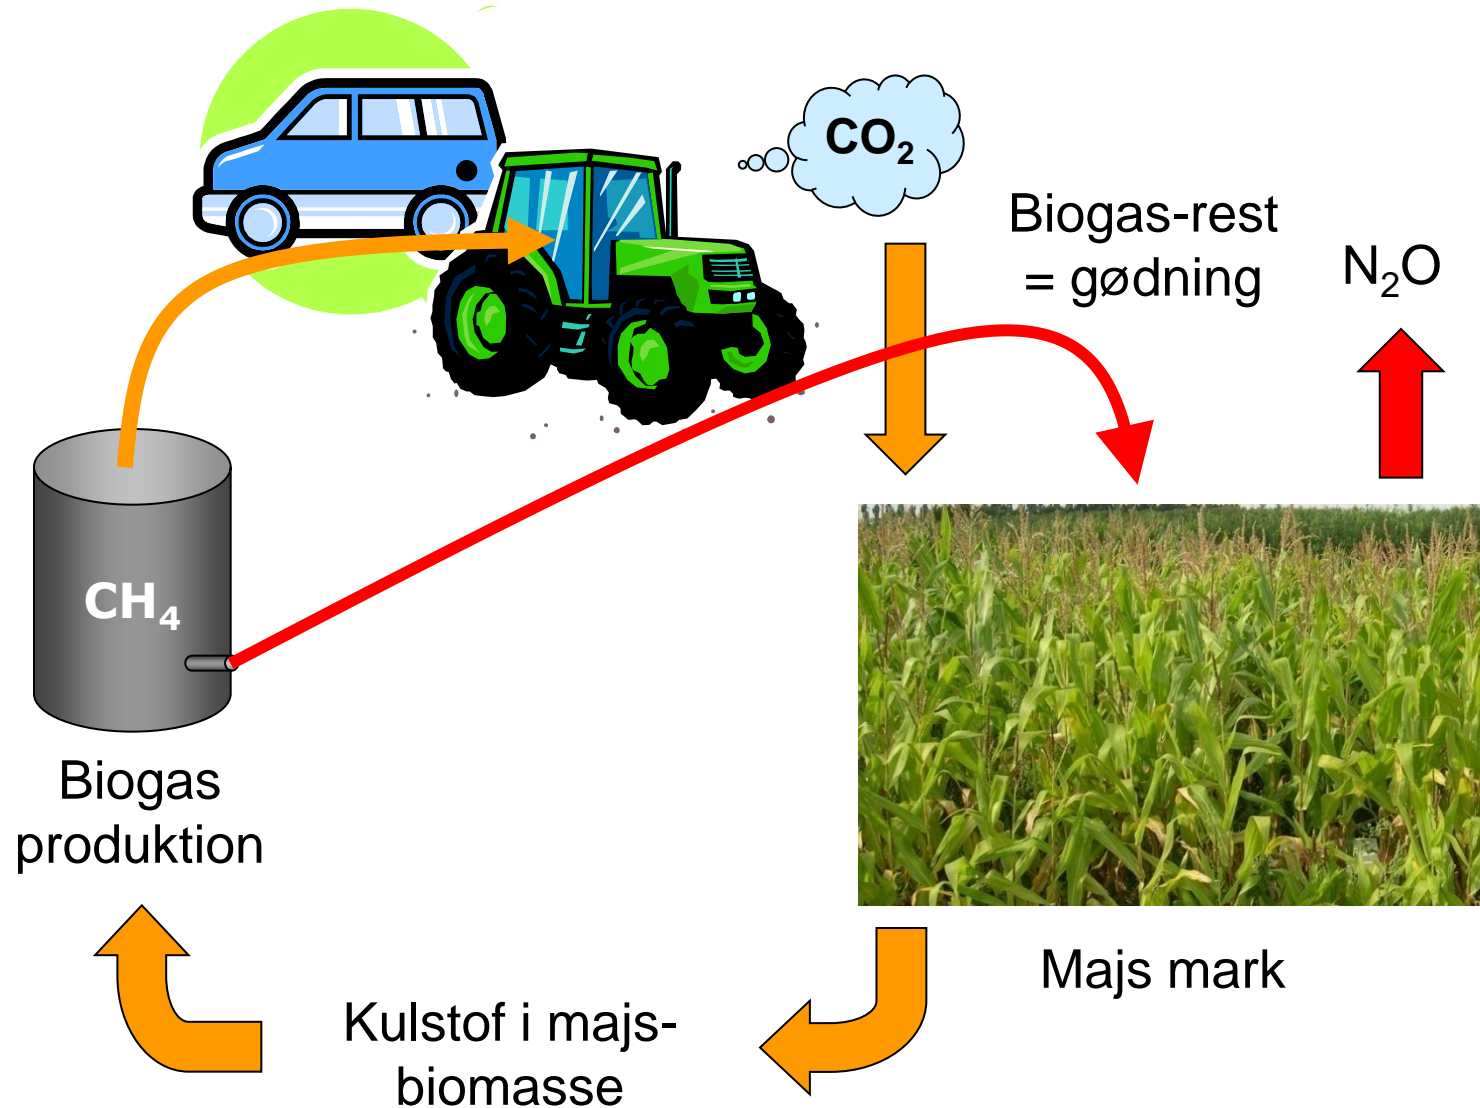 CO₂
Biogas-rest
= gødning
N₂O
CH₄
Biogas
produktion
Majs mark
Kulstof i majs-
biomasse